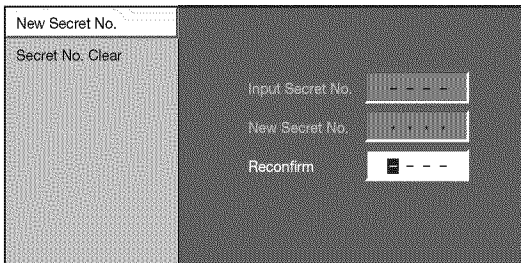 New Secret No.
Secret No. Clear
Input Secret No. - - - -
New Secret No. * * * *
Reconfirm - - - -